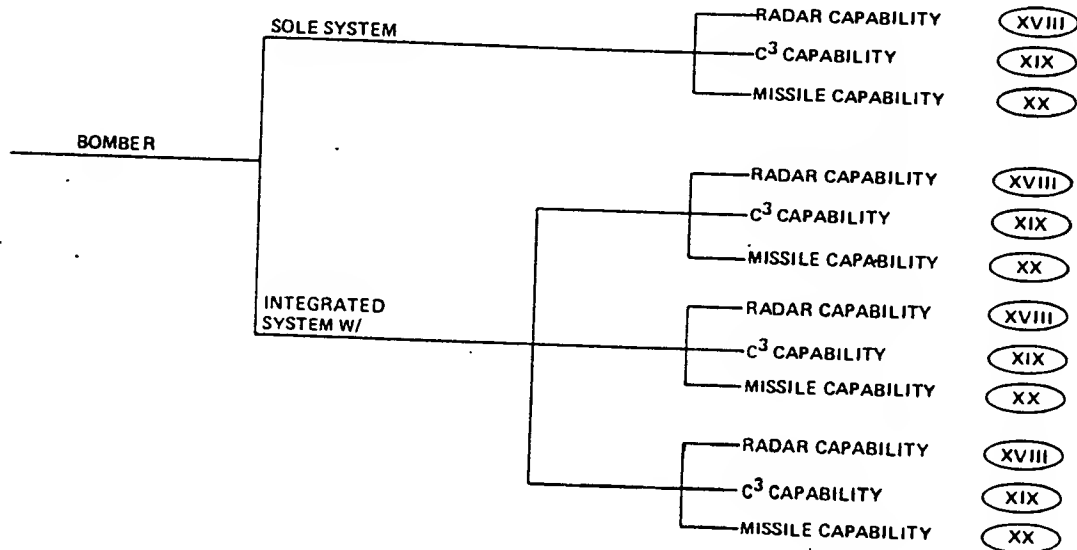 SOLE SYSTEM
RADAR CAPABILITY XVIII
C³ CAPABILITY XIX
MISSILE CAPABILITY XX
BOMBER
RADAR CAPABILITY XVIII
C³ CAPABILITY XIX
MISSILE CAPABILITY XX
INTEGRATED
SYSTEM W/
RADAR CAPABILITY XVIII
C³ CAPABILITY XIX
MISSILE CAPABILITY XX
RADAR CAPABILITY XVIII
C³ CAPABILITY XIX
MISSILE CAPABILITY XX